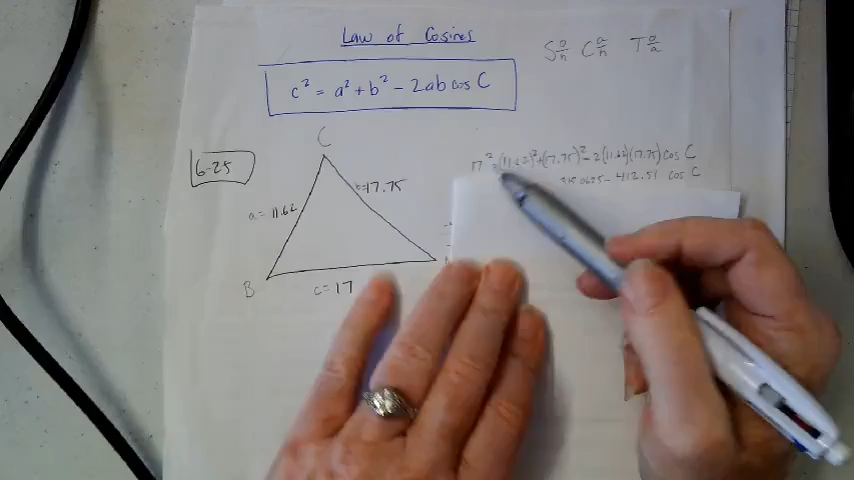 Law of Cosines
S o/h C a/h T o/a
c² = a² + b² - 2ab cos C
6-25
C
17² = (11.62)² + (17.75)² - 2(11.62)(17.75) cos C
- 412.51 cos C
b=17.75
a = 11.62
B
c = 17